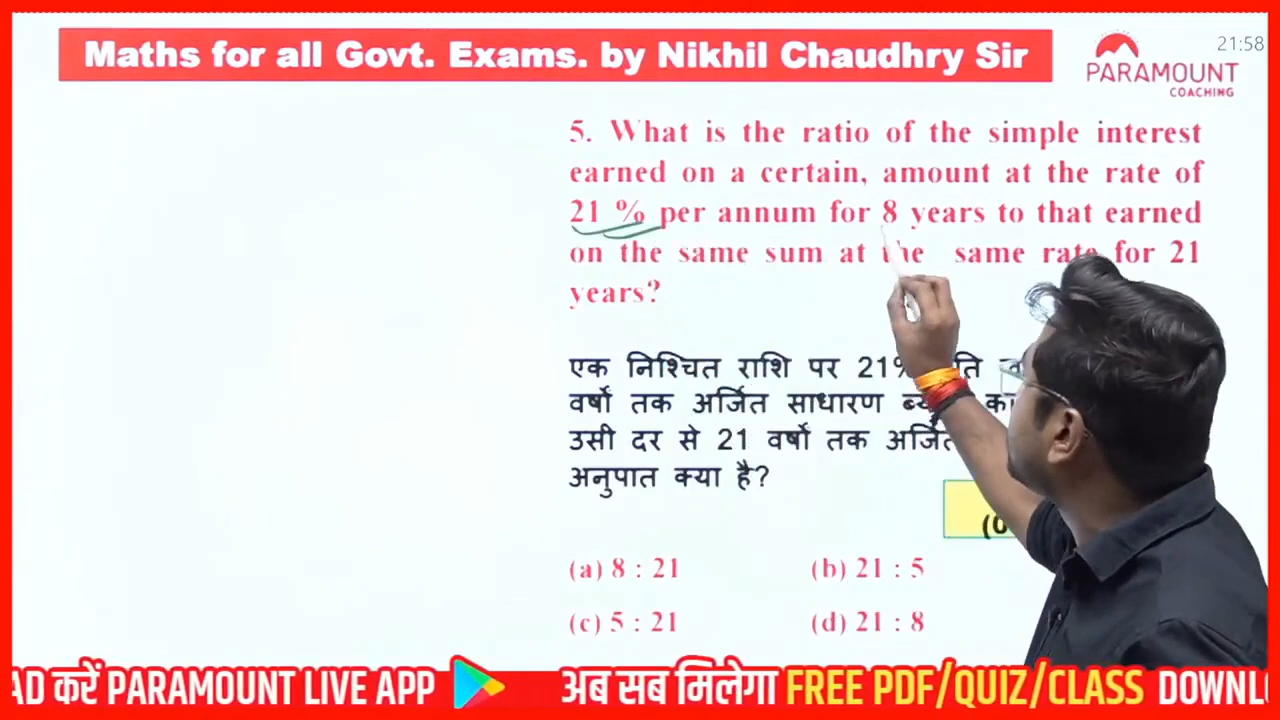 Maths for all Govt. Exams. by Nikhil Chaudhry Sir
21:58
PARAMOUNT
COACHING
5. What is the ratio of the simple interest
earned on a certain, amount at the rate of
21 % per annum for 8 years to that earned
on the same sum at the same rate for 21
years?
एक निश्चित राशि पर 21%
वर्षों तक अर्जित साधारण
उसी दर से 21 वर्षों तक
अनुपात क्या है?
(a) 8 : 21
(b) 21 : 5
(c) 5 : 21
(d) 21 : 8
करें PARAMOUNT LIVE APP
अब सब मिलेगा FREE PDF/QUIZ/CLASS